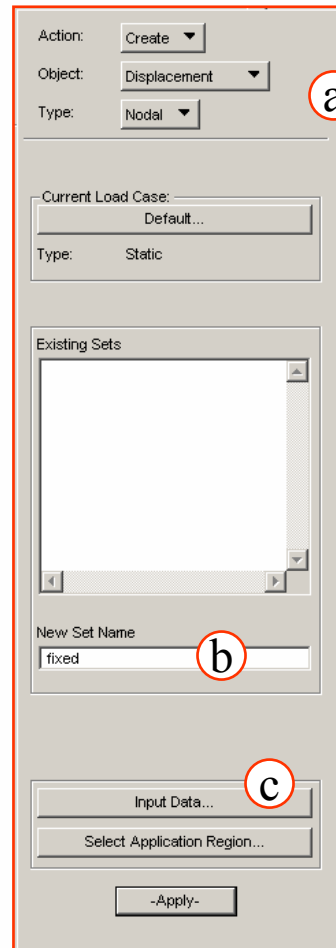 Action: Create
Object: Displacement
a
Type: Nodal
Current Load Case:
Default...
Type: Static
Existing Sets
New Set Name
fixed
b
c
Input Data...
Select Application Region...
-Apply-